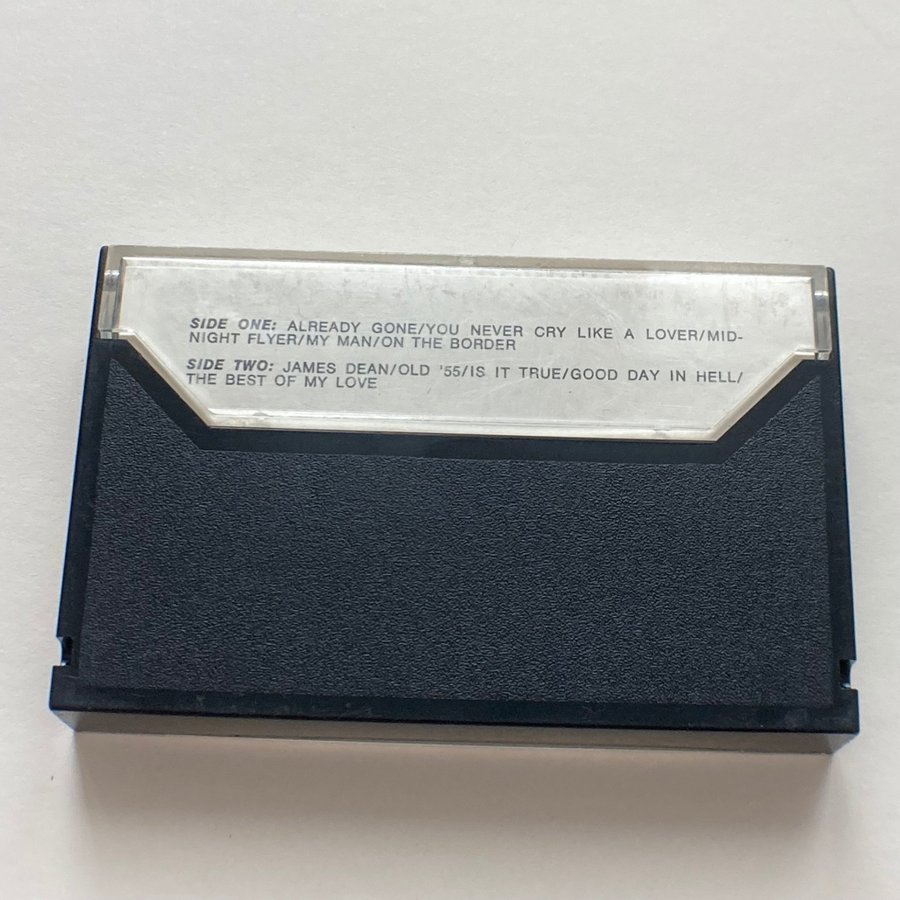 SIDE ONE: ALREADY GONE/YOU NEVER CRY LIKE A LOVER/MID-
NIGHT FLYER/MY MAN/ON THE BORDER
SIDE TWO: JAMES DEAN/OLD '55/IS IT TRUE/GOOD DAY IN HELL/
THE BEST OF MY LOVE